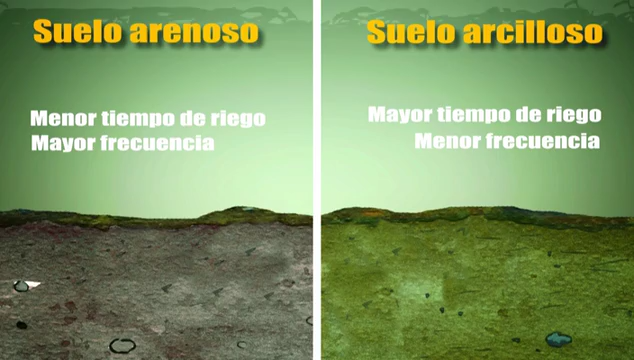 Suelo arenoso
Menor tiempo de riego
Mayor frecuencia
Suelo arcilloso
Mayor tiempo de riego
Menor frecuencia